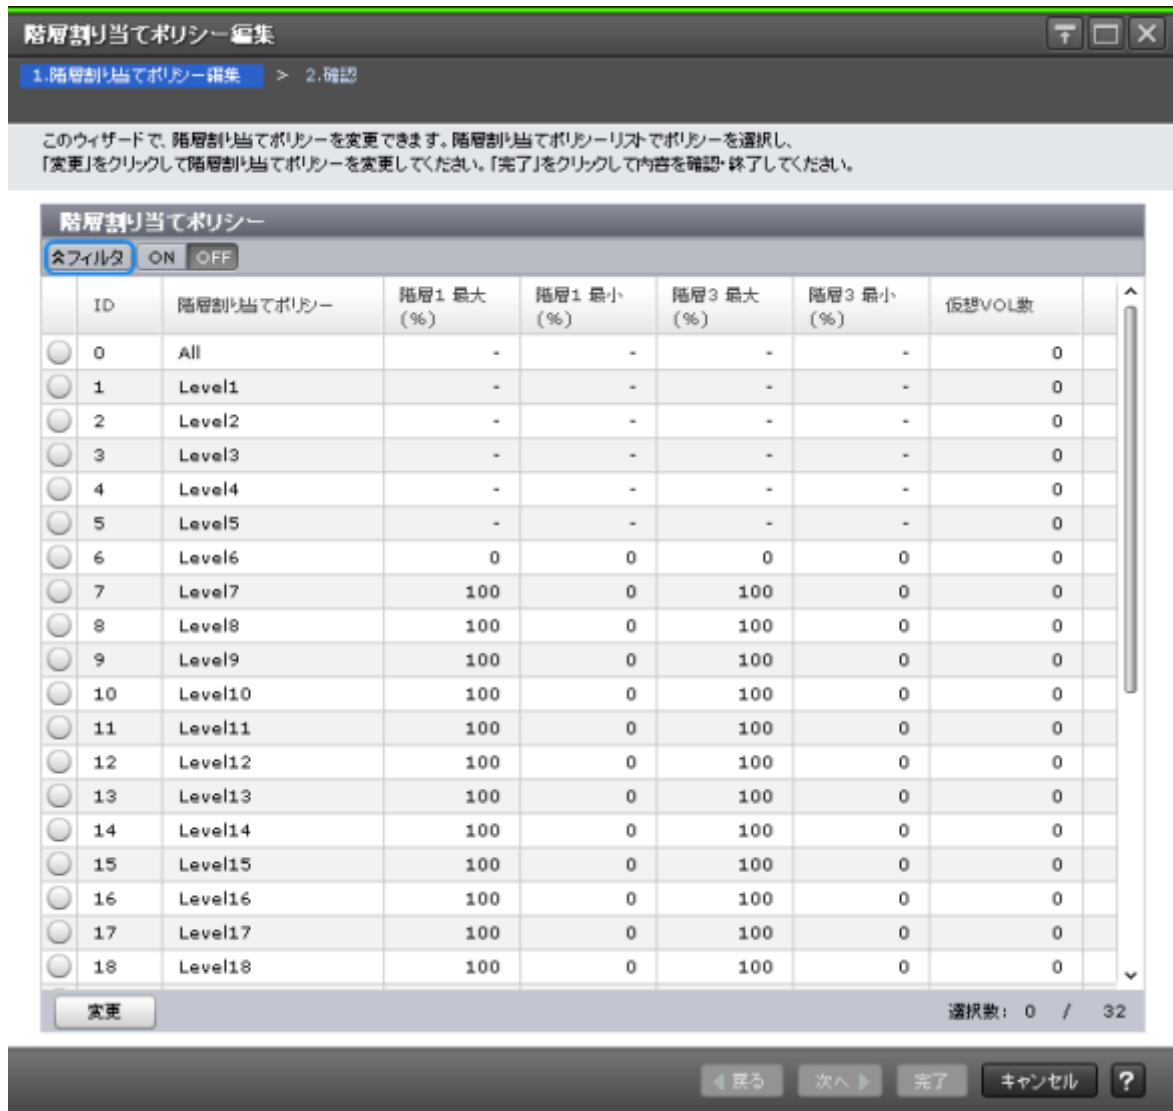 階層割り当てポリシー編集
1.階層割り当てポリシー編集 > 2.確認
このウィザードで、階層割り当てポリシーを変更できます。階層割り当てポリシーリストでポリシーを選択し、
「変更」をクリックして階層割り当てポリシーを変更してください。「完了」をクリックして内容を確認・終了してください。
階層割り当てポリシー
フィルタ ON OFF
ID 階層割り当てポリシー 階層1 最大 (%) 階層1 最小 (%) 階層3 最大 (%) 階層3 最小 (%) 仮想VOL数
0 All - - - - 0
1 Level1 - - - - 0
2 Level2 - - - - 0
3 Level3 - - - - 0
4 Level4 - - - - 0
5 Level5 - - - - 0
6 Level6 0 0 0 0 0
7 Level7 100 0 100 0 0
8 Level8 100 0 100 0 0
9 Level9 100 0 100 0 0
10 Level10 100 0 100 0 0
11 Level11 100 0 100 0 0
12 Level12 100 0 100 0 0
13 Level13 100 0 100 0 0
14 Level14 100 0 100 0 0
15 Level15 100 0 100 0 0
16 Level16 100 0 100 0 0
17 Level17 100 0 100 0 0
18 Level18 100 0 100 0 0
変更 選択数: 0 / 32
戻る 次へ 完了 キャンセル ?